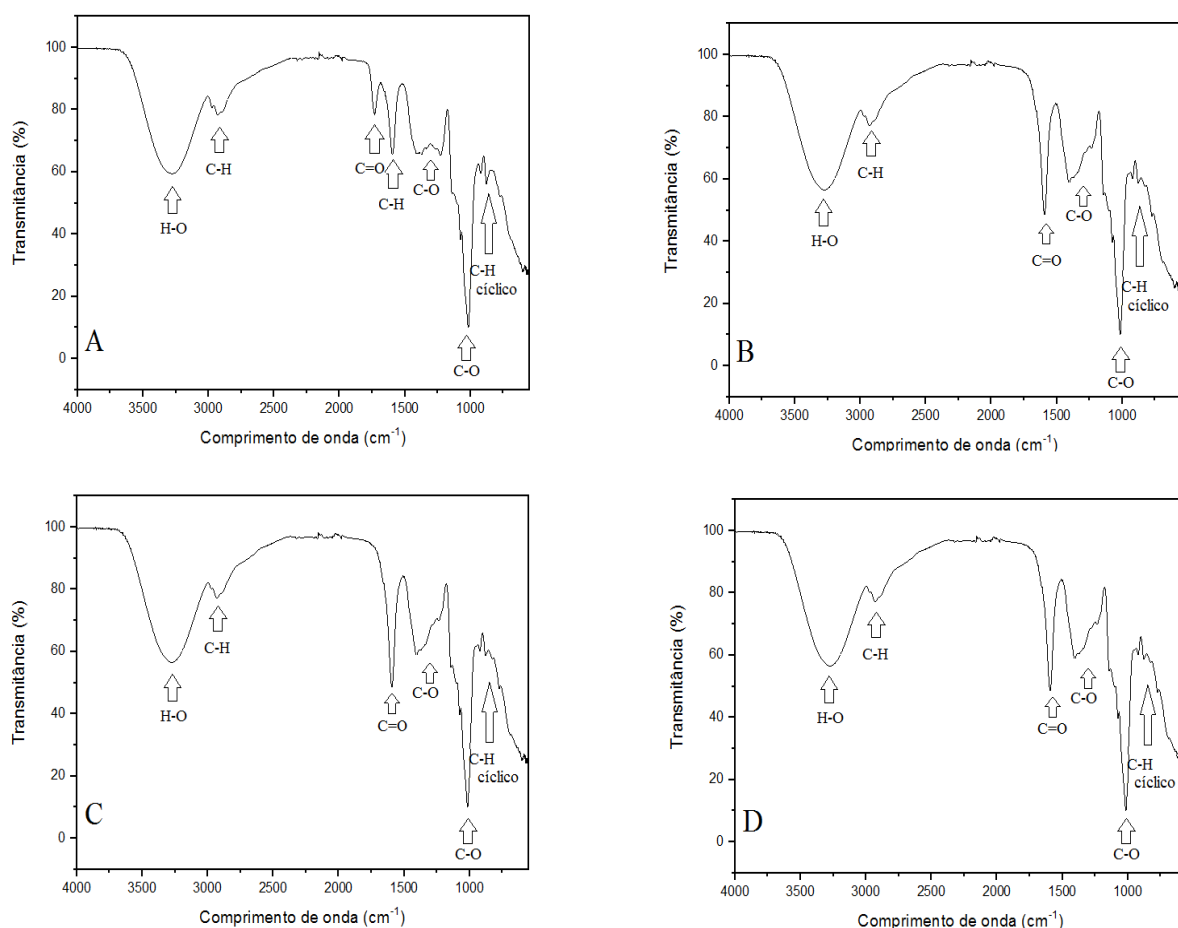 100
80
60
40
20
0
Transmitância (%)
H-O
C-H
C=O
C-H
C-O
C-H
cíclico
C-O
A
4000 3500 3000 2500 2000 1500 1000
Comprimento de onda (cm-1)
100
80
60
40
20
0
Transmitância (%)
H-O
C-H
C=O
C-O
C-H
cíclico
C-O
B
4000 3500 3000 2500 2000 1500 1000
Comprimento de onda (cm-1)
100
80
60
40
20
0
Transmitância (%)
H-O
C-H
C=O
C-O
C-H
cíclico
C-O
C
4000 3500 3000 2500 2000 1500 1000
Comprimento de onda (cm-1)
100
80
60
40
20
0
Transmitância (%)
H-O
C-H
C=O
C-O
C-H
cíclico
C-O
D
4000 3500 3000 2500 2000 1500 1000
Comprimento de onda (cm-1)